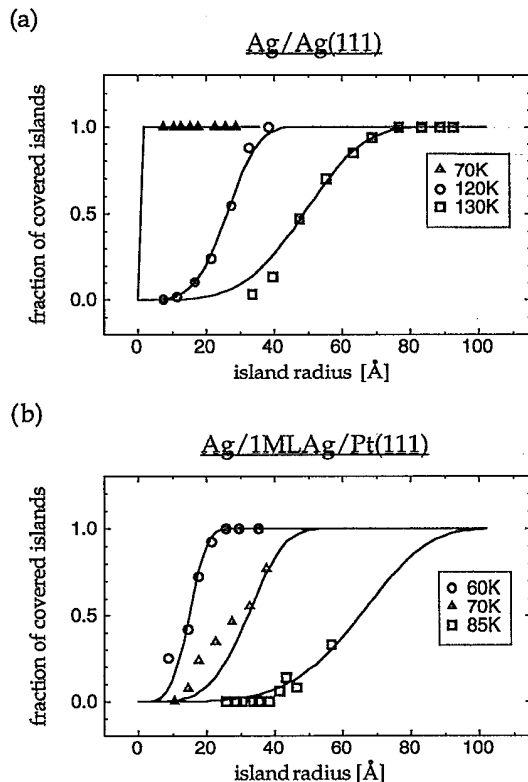 (a)
Ag/Ag(111)
fraction of covered islands
1.0
0.5
0.0
70K
120K
130K
0 20 40 60 80 100
island radius [Å]
(b)
Ag/1MLAg/Pt(111)
fraction of covered islands
1.0
0.5
0.0
60K
70K
85K
0 20 40 60 80 100
island radius [Å]